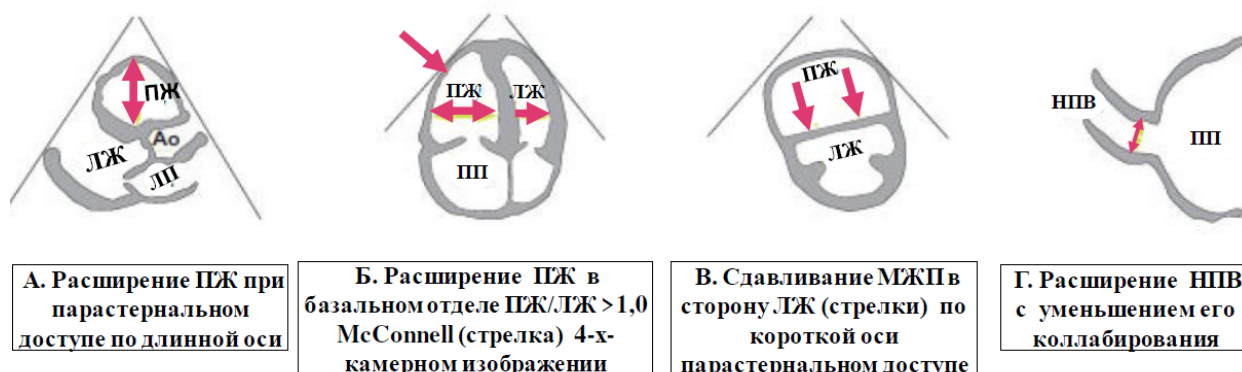 ПЖ
Ао
ЛЖ
ЛП
ПЖ
ЛЖ
ПП
ПЖ
ЛЖ
НПВ
ПП
А. Расширение ПЖ при
парастернальном
доступе по длинной оси
Б. Расширение ПЖ в
базальном отделе ПЖ/ЛЖ >1,0
McConnell (стрелка) 4-х-
камерном изображении
В. Сдавливание МЖП в
сторону ЛЖ (стрелки) по
короткой оси
парастернальном доступе
Г. Расширение НПВ
с уменьшением его
коллабирования